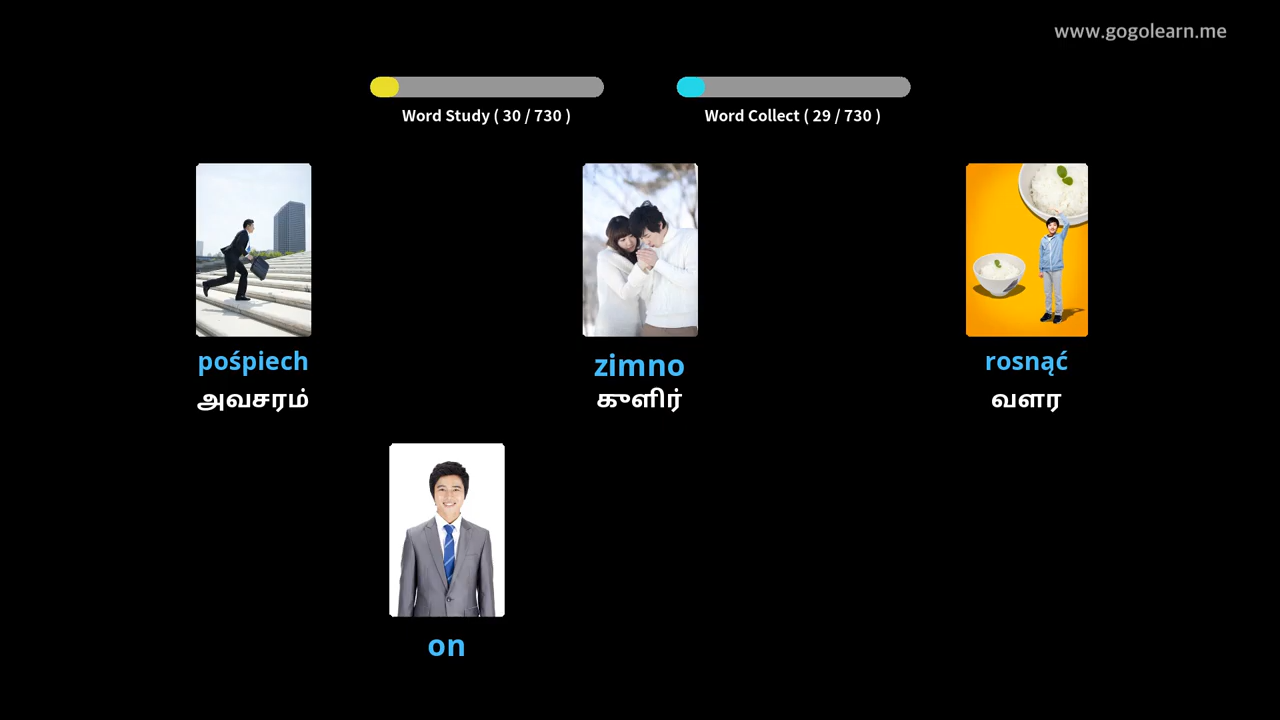 www.gogolearn.me
Word Study ( 30 / 730 )
Word Collect ( 29 / 730 )
pośpiech
zimno
rosnąć
அவசரம்
குளிர்
வளர
on